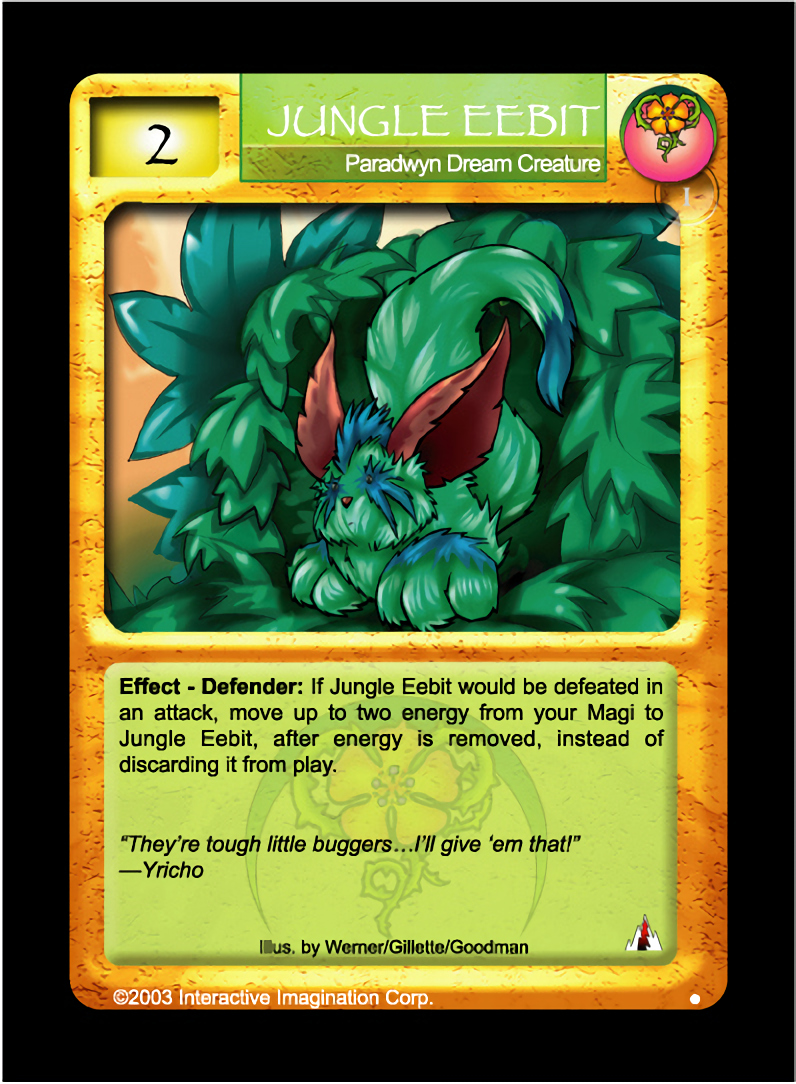 2
JUNGLE EEBIT
Paradwyn Dream Creature
1
Effect - Defender: If Jungle Eebit would be defeated in
an attack, move up to two energy from your Magi to
Jungle Eebit, after energy is removed, instead of
discarding it from play.
“They’re tough little buggers…I’ll give ‘em that!”
—Yricho
Illus. by Werner/Gillette/Goodman
©2003 Interactive Imagination Corp.